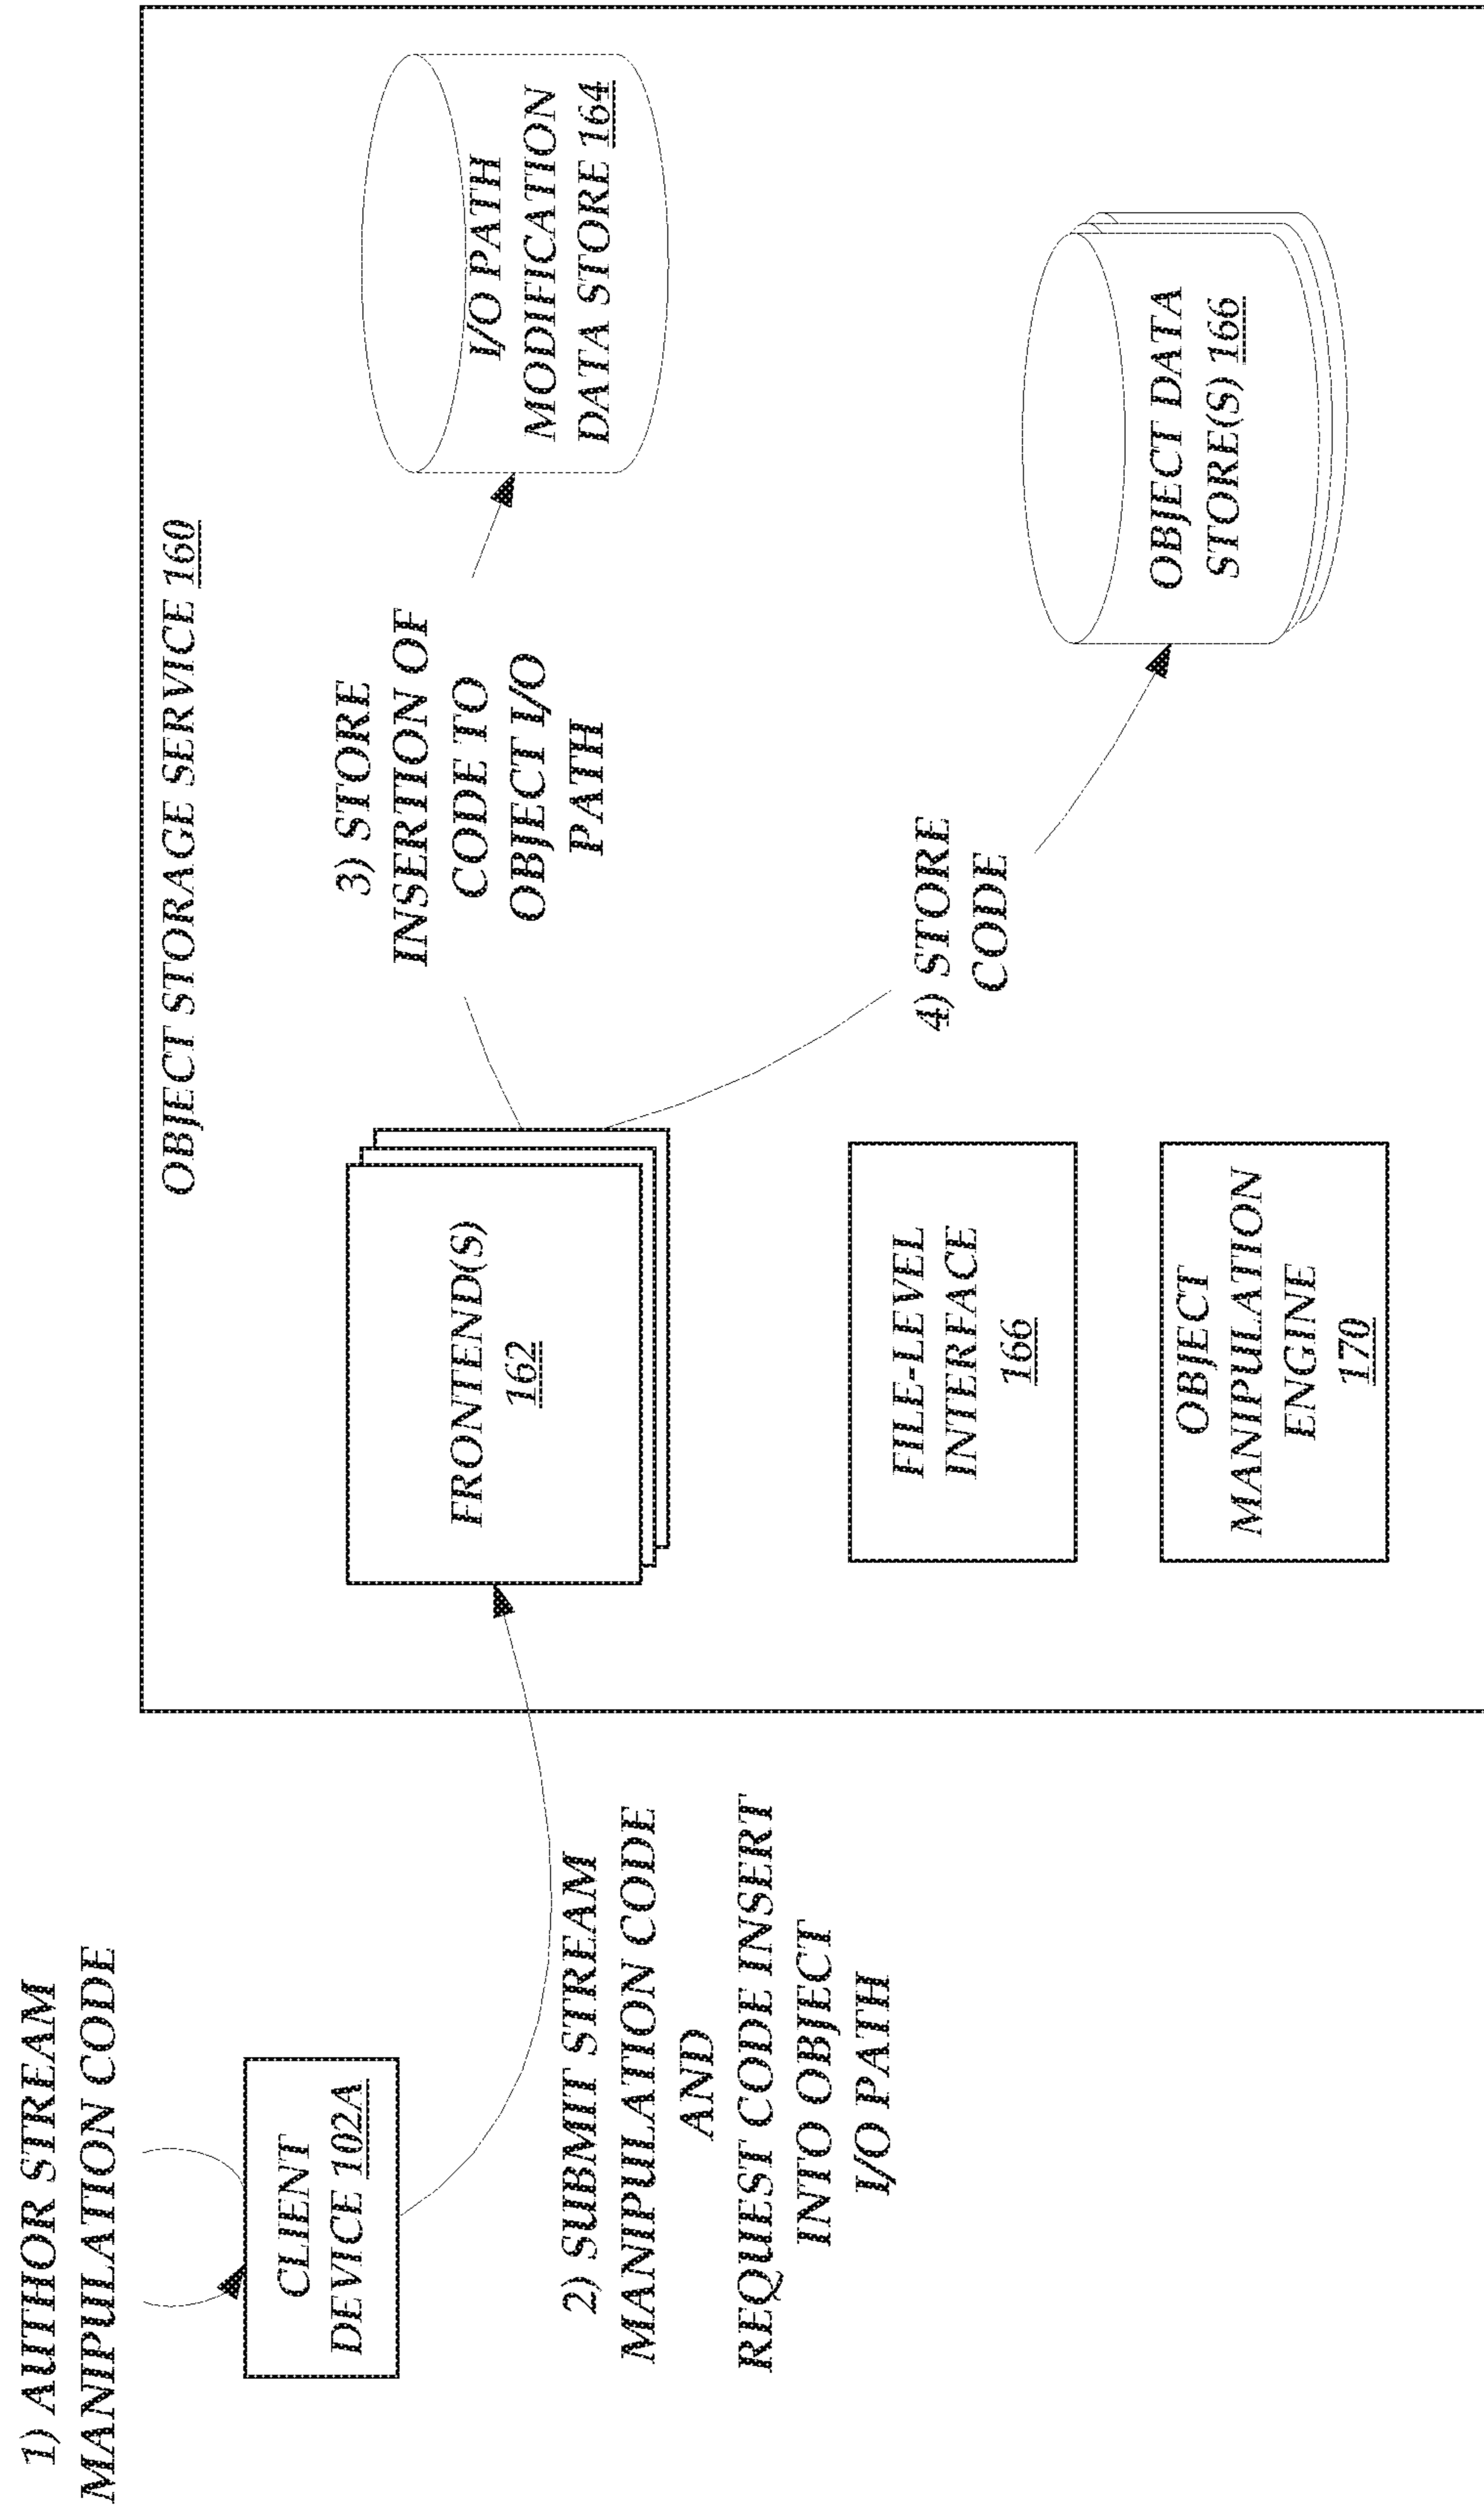 1) AUTHOR STREAM
MANIPULATION CODE
CLIENT
DEVICE 102A
2) SUBMIT STREAM
MANIPULATION CODE
AND
REQUEST CODE INSERT
INTO OBJECT
I/O PATH
OBJECT STORAGE SERVICE 160
FRONTEND(S)
162
FILE-LEVEL
INTERFACE
166
OBJECT
MANIPULATION
ENGINE
170
3) STORE
INSERTION OF
CODE TO
OBJECT I/O
PATH
4) STORE
CODE
I/O PATH
MODIFICATION
DATA STORE 164
OBJECT DATA
STORE(S) 166